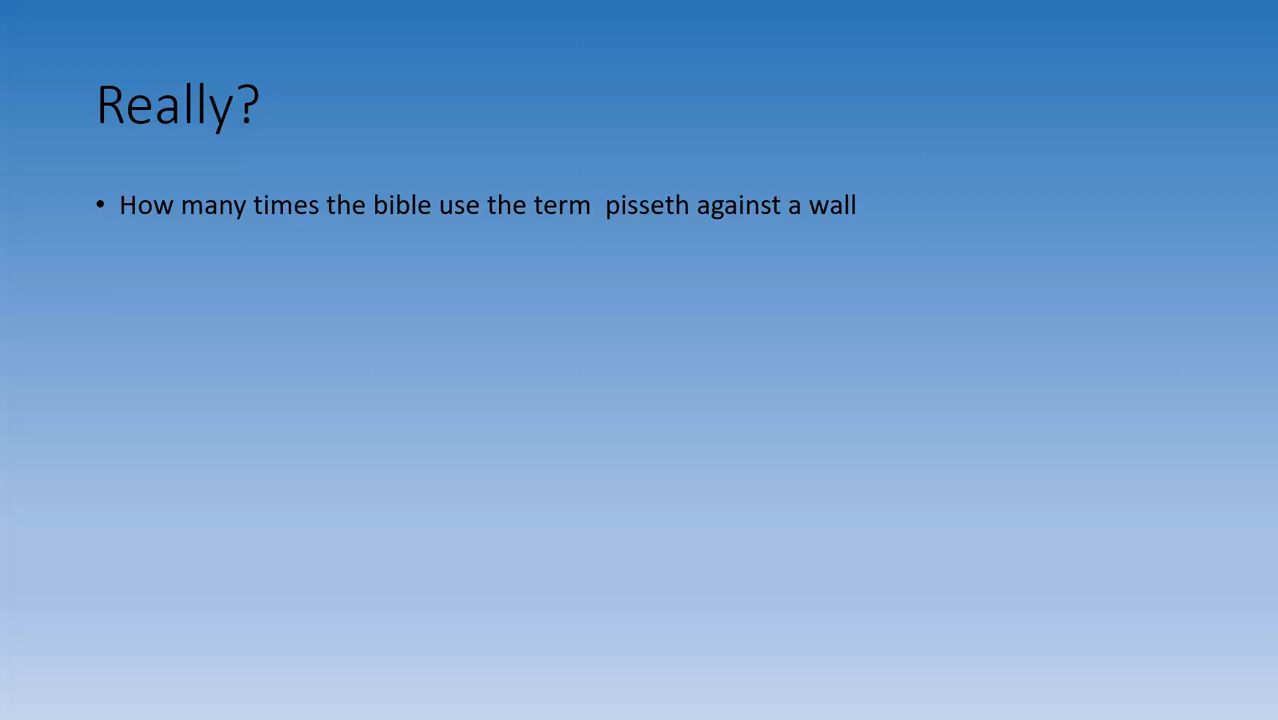 Really?
• How many times the bible use the term  pisseth against a wall